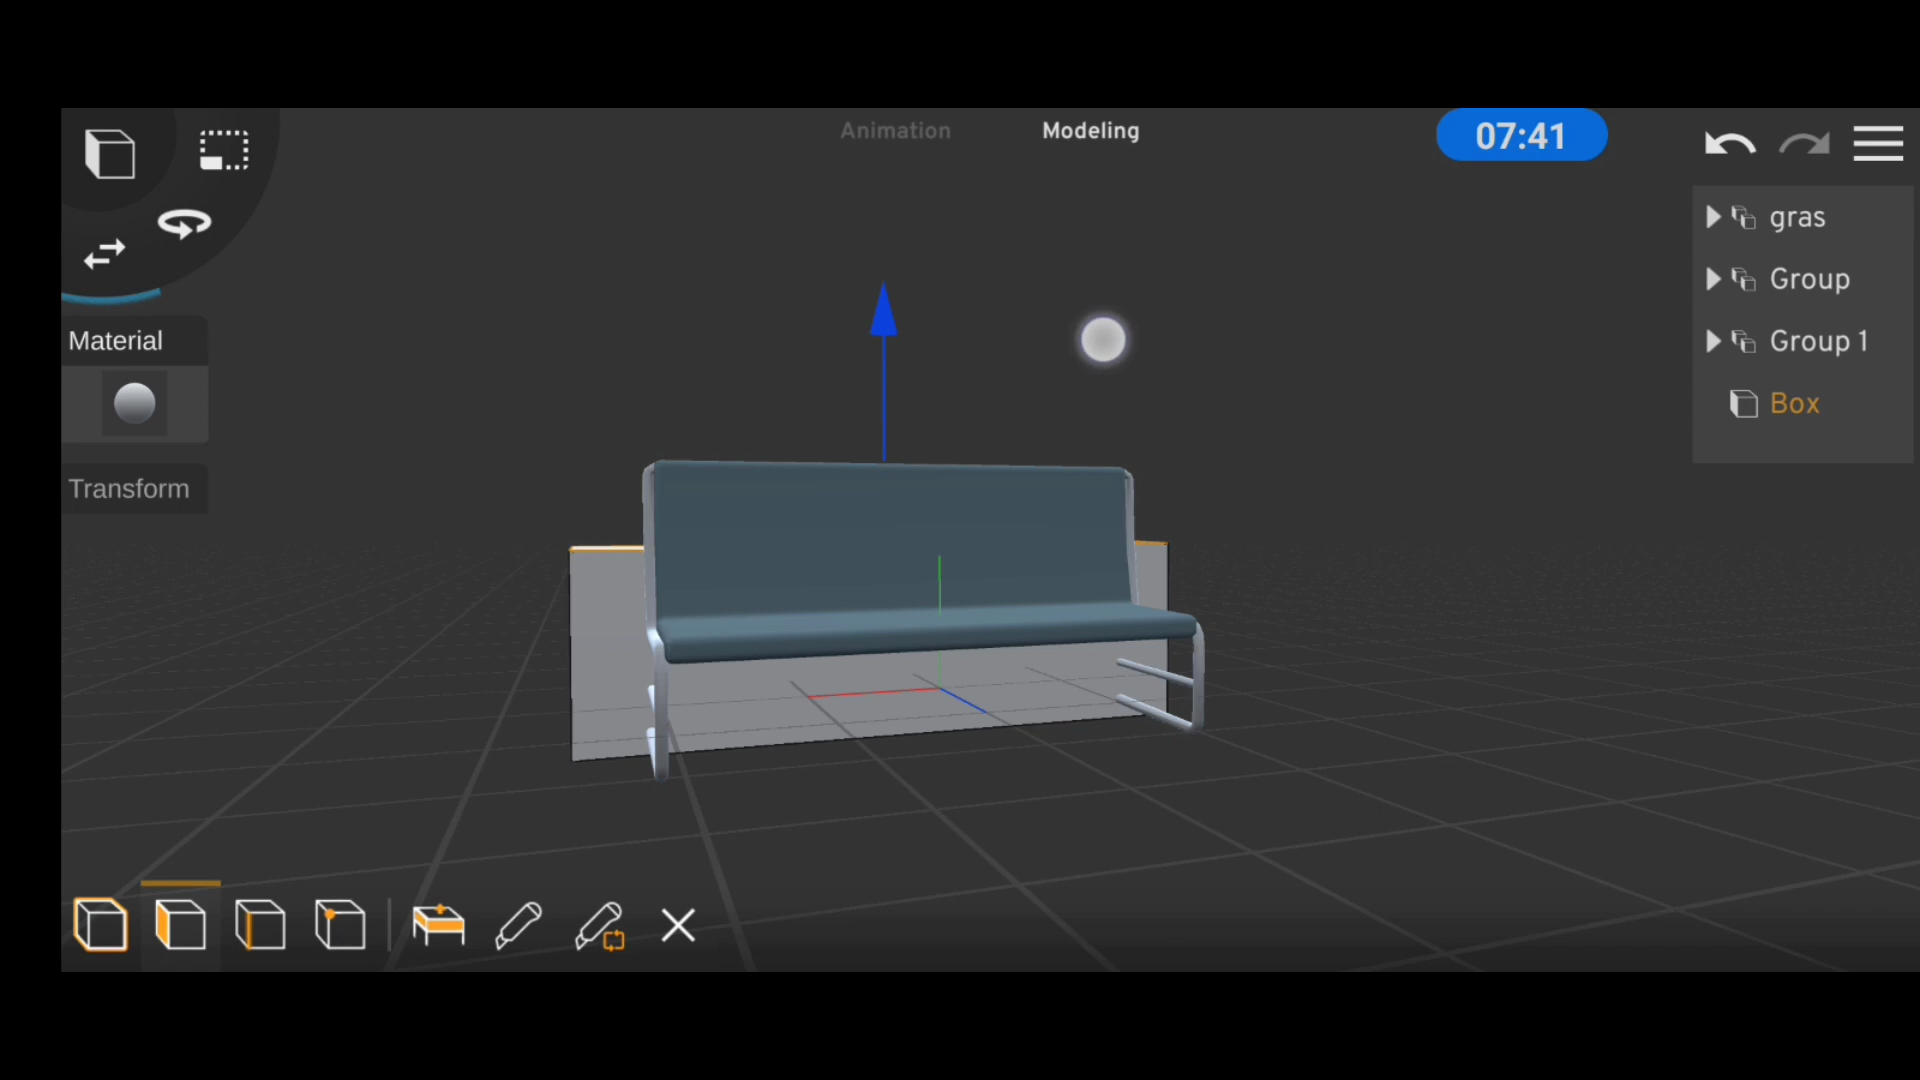 Animation
Modeling
07:41
gras
Group
Group 1
Box
Material
Transform